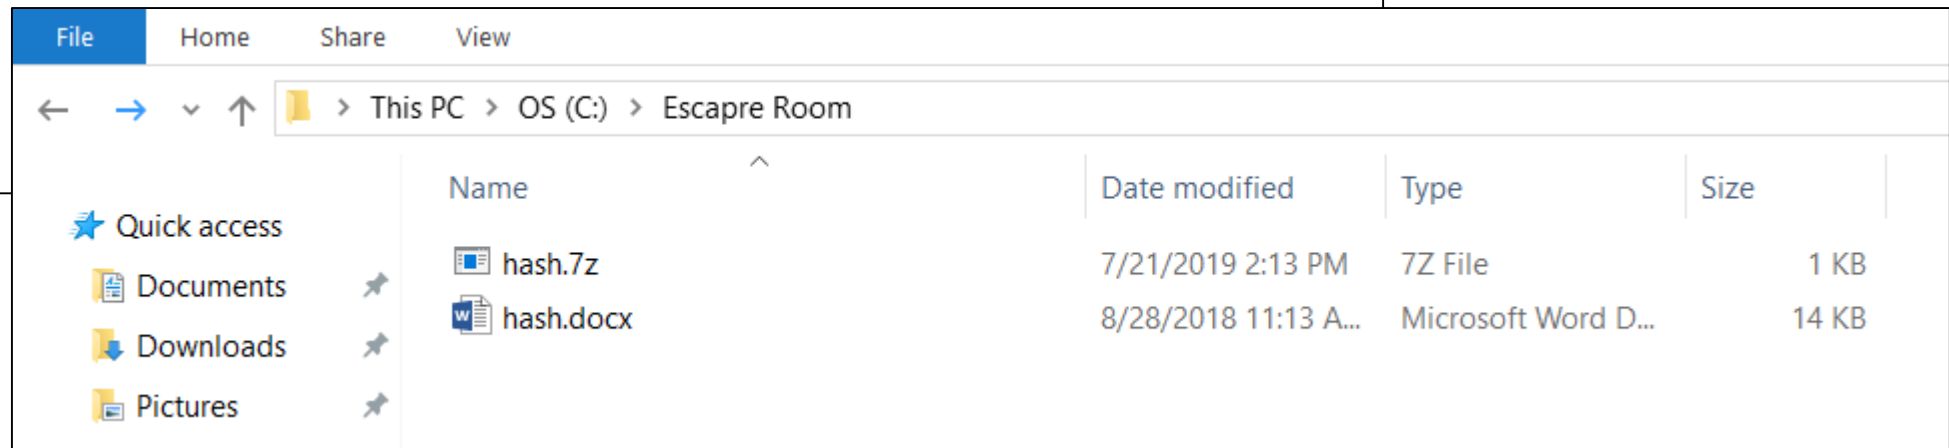 File Home Share View
This PC > OS (C:) > Escapre Room
Name Date modified Type Size
Quick access
hash.7z 7/21/2019 2:13 PM 7Z File 1 KB
Documents
hash.docx 8/28/2018 11:13 A... Microsoft Word D... 14 KB
Downloads
Pictures